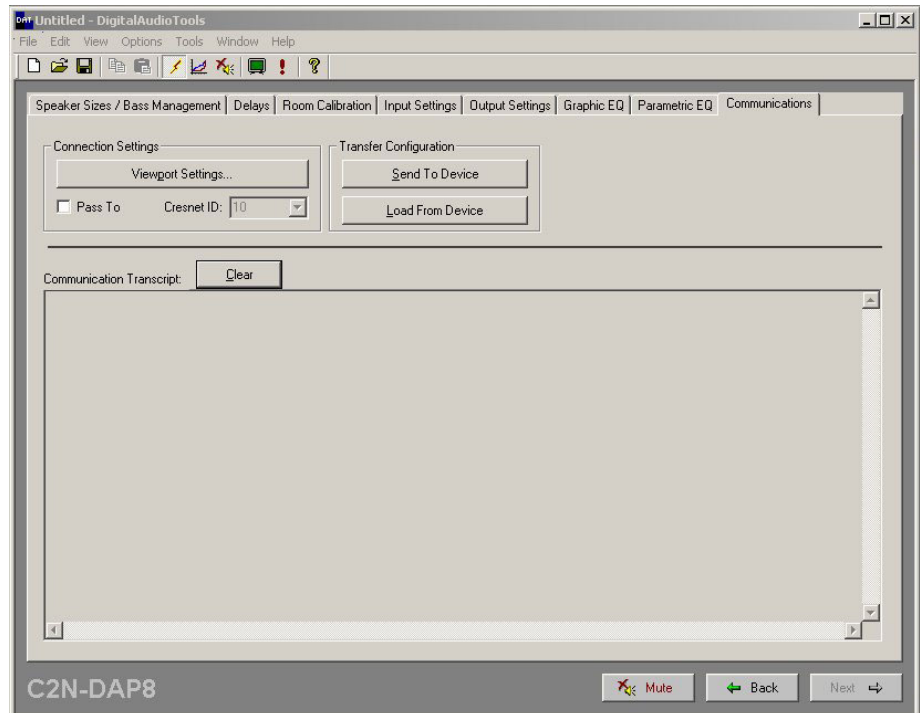 DAT Untitled - DigitalAudioTools
File Edit View Options Tools Window Help
Speaker Sizes / Bass Management Delays Room Calibration Input Settings Output Settings Graphic EQ Parametric EQ Communications
Connection Settings Transfer Configuration
Viewport Settings... Send To Device
Pass To Cresnet ID: 10 Load From Device
Communication Transcript: Clear
C2N-DAP8 Mute Back Next